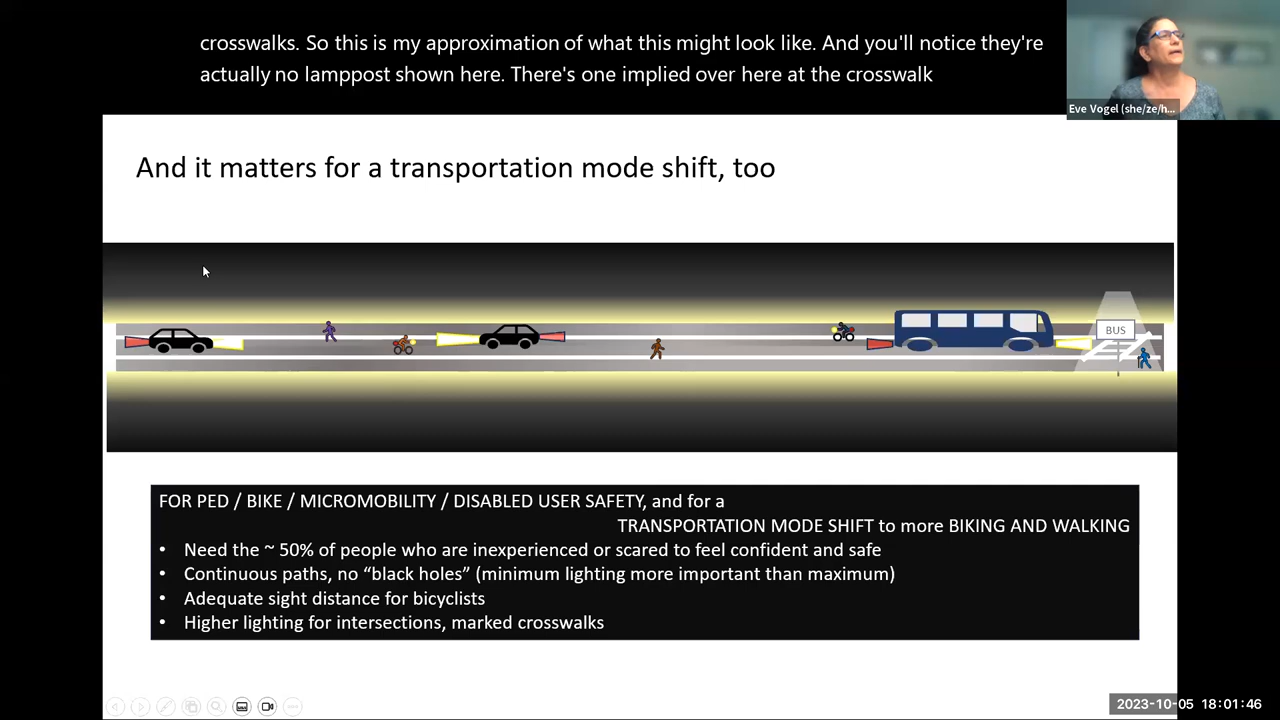 crosswalks. So this is my approximation of what this might look like. And you'll notice they're
actually no lamppost shown here. There's one implied over here at the crosswalk
Eve Vogel (she/ze/h...
And it matters for a transportation mode shift, too
BUS
FOR PED / BIKE / MICROMOBILITY / DISABLED USER SAFETY, and for a
TRANSPORTATION MODE SHIFT to more BIKING AND WALKING
• Need the ~ 50% of people who are inexperienced or scared to feel confident and safe
• Continuous paths, no “black holes” (minimum lighting more important than maximum)
• Adequate sight distance for bicyclists
• Higher lighting for intersections, marked crosswalks
2023-10-05 18:01:46